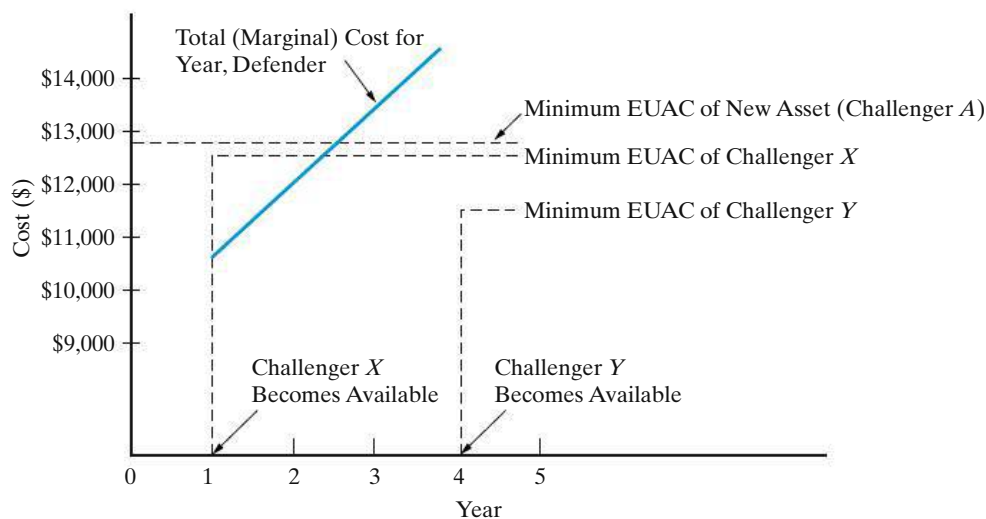 Total (Marginal) Cost for
Year, Defender
$14,000
Minimum EUAC of New Asset (Challenger A)
$13,000
Minimum EUAC of Challenger X
$12,000
Minimum EUAC of Challenger Y
$11,000
$10,000
$9,000
Cost ($)
Challenger X
Becomes Available
Challenger Y
Becomes Available
0 1 2 3 4 5
Year